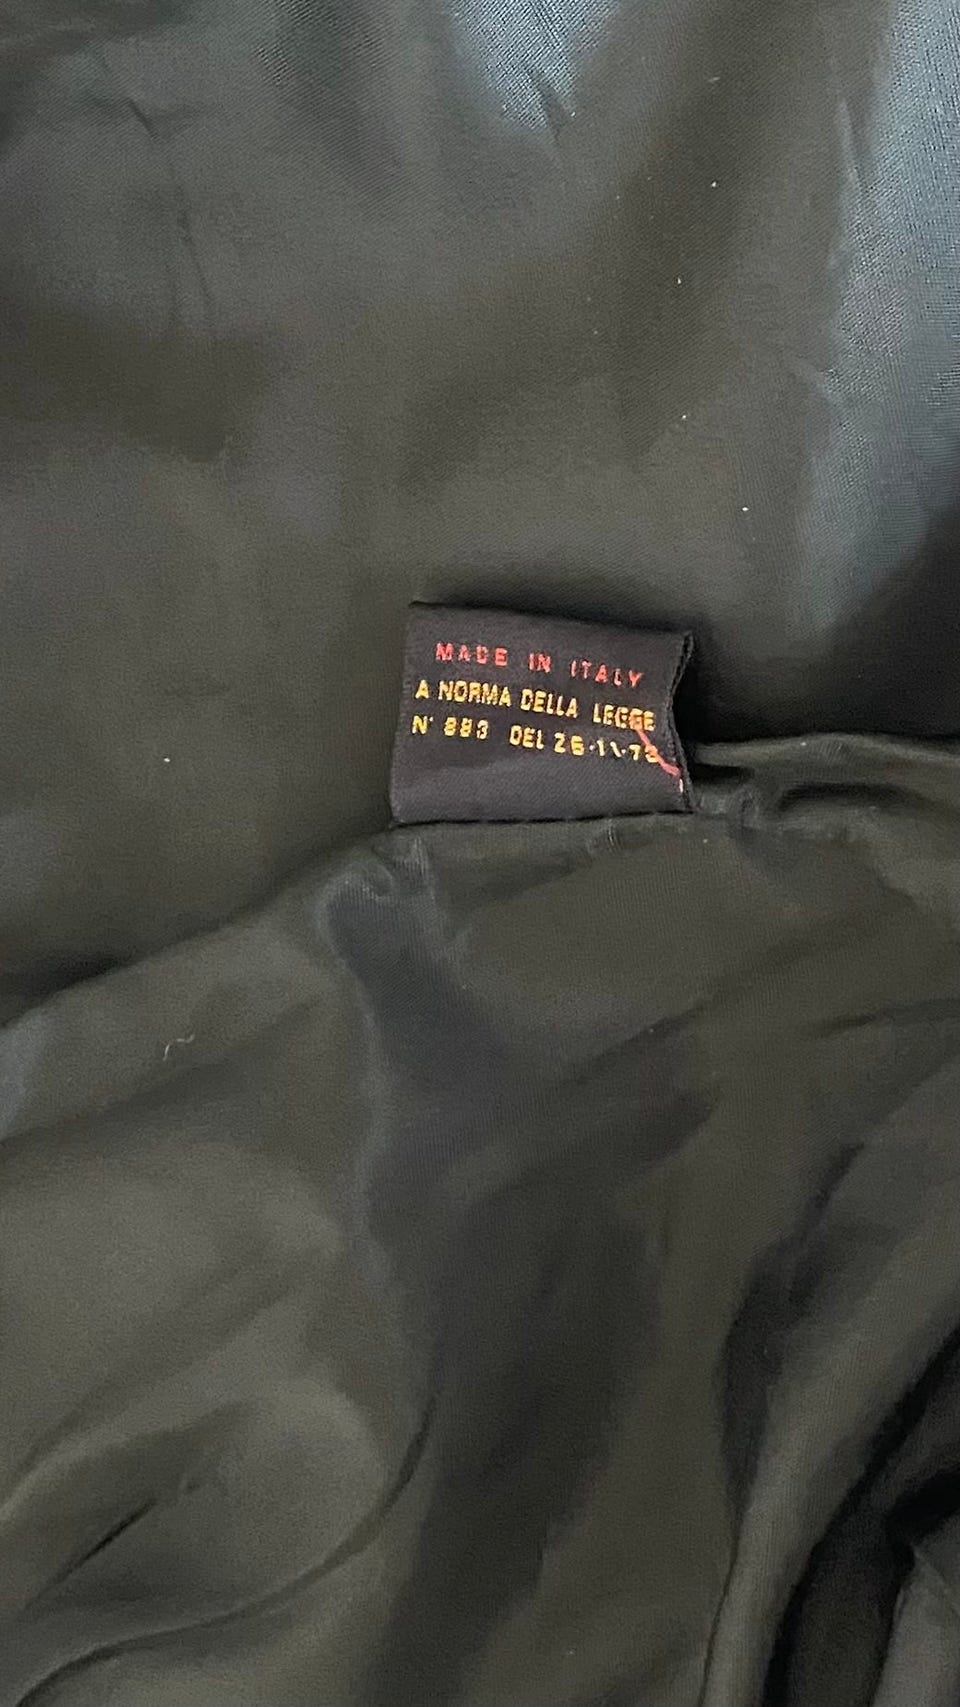 MADE IN ITALY
A NORMA DELLA LEGGE
N° 883 DEL 26·11·73